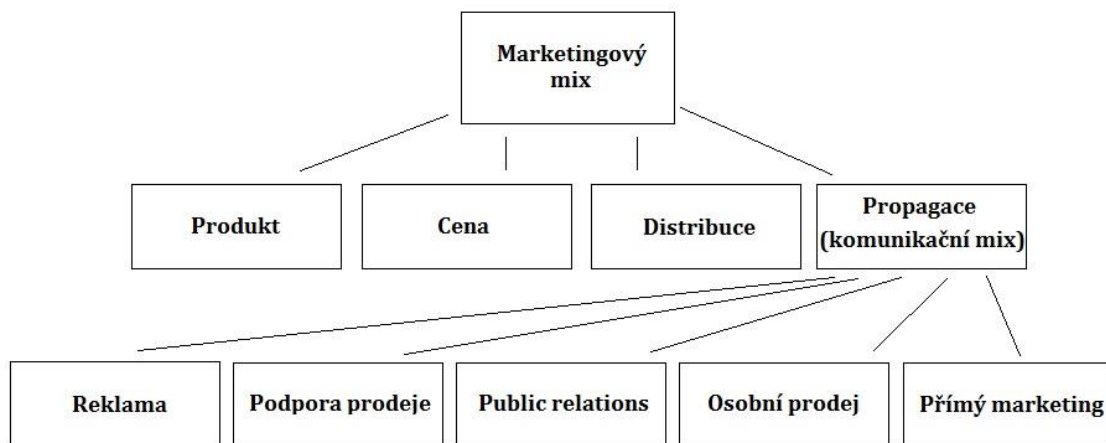 Marketingový
mix
Produkt
Cena
Distribuce
Propagace
(komunikační mix)
Reklama
Podpora prodeje
Public relations
Osobní prodej
Přímý marketing